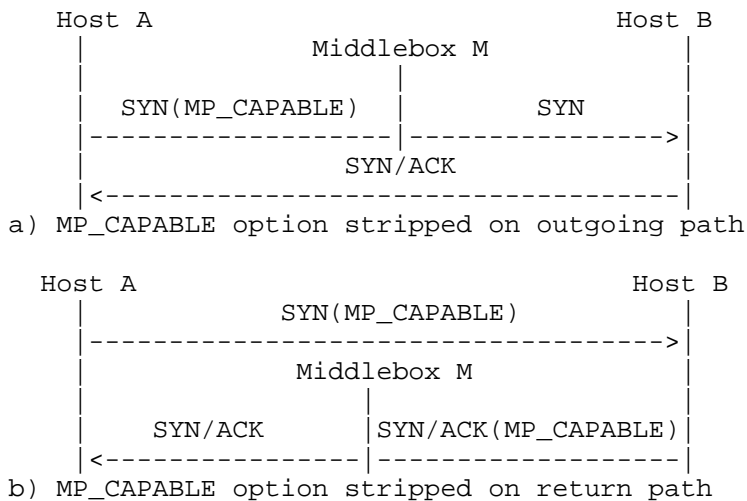 Host A Host B
Middlebox M
SYN(MP_CAPABLE) SYN
SYN/ACK
a) MP_CAPABLE option stripped on outgoing path
Host A Host B
SYN(MP_CAPABLE)
Middlebox M
SYN/ACK SYN/ACK(MP_CAPABLE)
b) MP_CAPABLE option stripped on return path